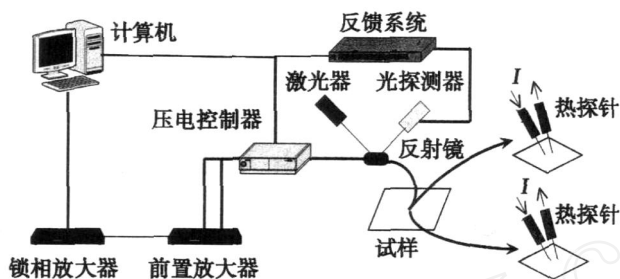 计算机
反馈系统
激光器
光探测器
压电控制器
反射镜
I
热探针
I
热探针
试样
锁相放大器
前置放大器